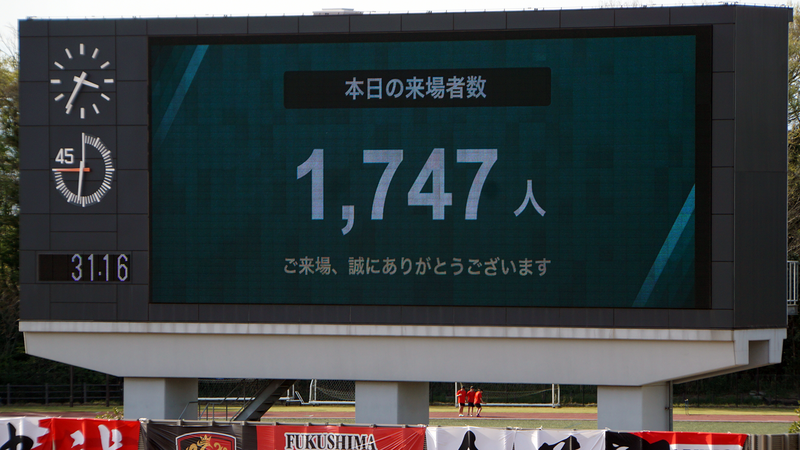 本日の来場者数
1,747 人
ご来場、誠にありがとうございます
45
31.16
FUKUSHIMA